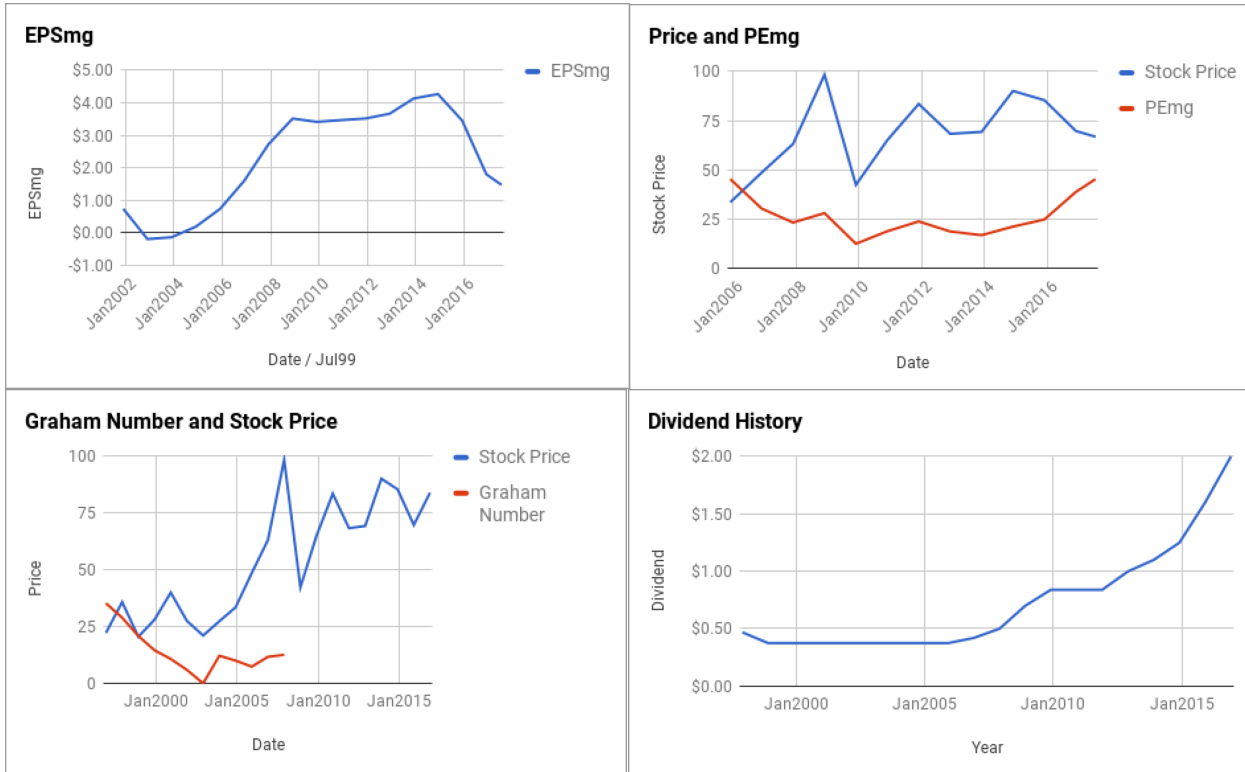 EPSmg
$5.00
$4.00
$3.00
$2.00
$1.00
$0.00
-$1.00
EPSmg
EPSmg
Jan2002
Jan2004
Jan2006
Jan2008
Jan2010
Jan2012
Jan2014
Jan2016
Date / Jul99
Price and PEmg
100
75
50
25
0
Stock Price
Stock Price
PEmg
Jan2006
Jan2008
Jan2010
Jan2012
Jan2014
Jan2016
Date
Graham Number and Stock Price
100
75
50
25
0
Price
Stock Price
Graham
Number
Jan2000
Jan2005
Jan2010
Jan2015
Date
Dividend History
$2.00
$1.50
$1.00
$0.50
$0.00
Dividend
Jan2000
Jan2005
Jan2010
Jan2015
Year